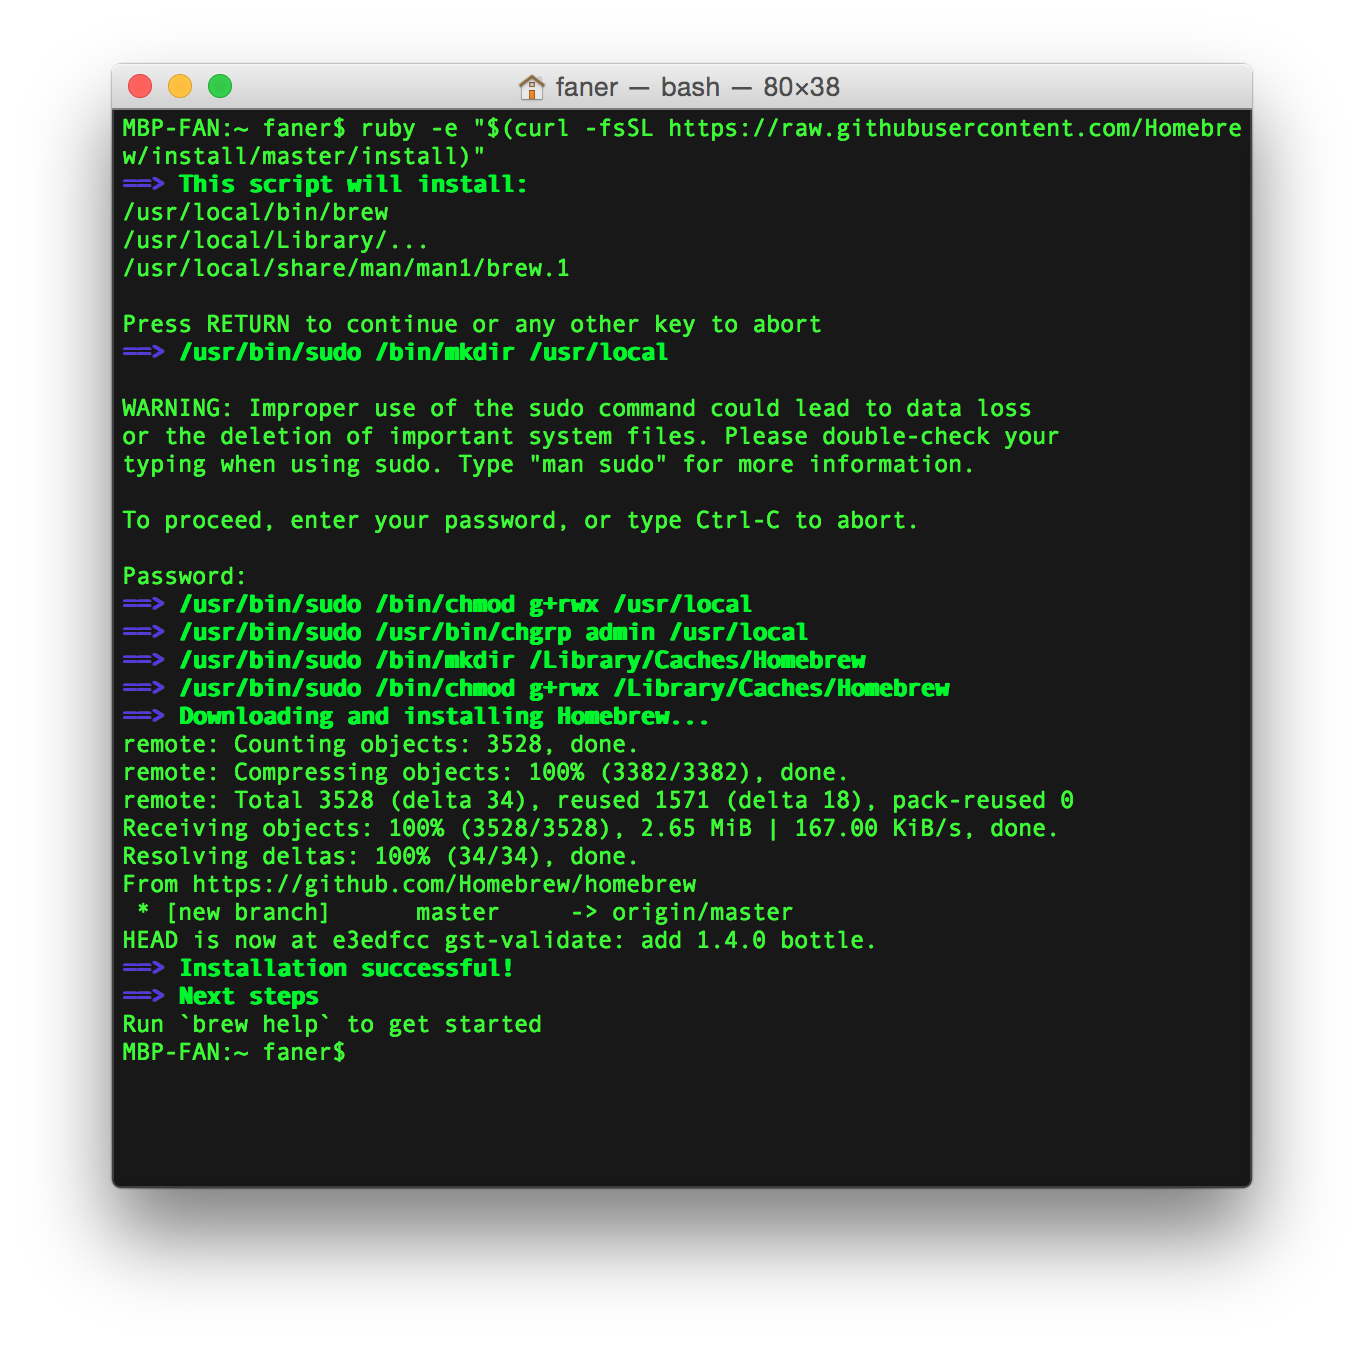 faner — bash — 80×38
MBP-FAN:~ faner$ ruby -e "$(curl -fsSL https://raw.githubusercontent.com/Homebre
w/install/master/install)"
==> This script will install:
/usr/local/bin/brew
/usr/local/Library/...
/usr/local/share/man/man1/brew.1

Press RETURN to continue or any other key to abort
==> /usr/bin/sudo /bin/mkdir /usr/local

WARNING: Improper use of the sudo command could lead to data loss
or the deletion of important system files. Please double-check your
typing when using sudo. Type "man sudo" for more information.

To proceed, enter your password, or type Ctrl-C to abort.

Password:
==> /usr/bin/sudo /bin/chmod g+rwx /usr/local
==> /usr/bin/sudo /usr/bin/chgrp admin /usr/local
==> /usr/bin/sudo /bin/mkdir /Library/Caches/Homebrew
==> /usr/bin/sudo /bin/chmod g+rwx /Library/Caches/Homebrew
==> Downloading and installing Homebrew...
remote: Counting objects: 3528, done.
remote: Compressing objects: 100% (3382/3382), done.
remote: Total 3528 (delta 34), reused 1571 (delta 18), pack-reused 0
Receiving objects: 100% (3528/3528), 2.65 MiB | 167.00 KiB/s, done.
Resolving deltas: 100% (34/34), done.
From https://github.com/Homebrew/homebrew
 * [new branch]      master     -> origin/master
HEAD is now at e3edfcc gst-validate: add 1.4.0 bottle.
==> Installation successful!
==> Next steps
Run `brew help` to get started
MBP-FAN:~ faner$